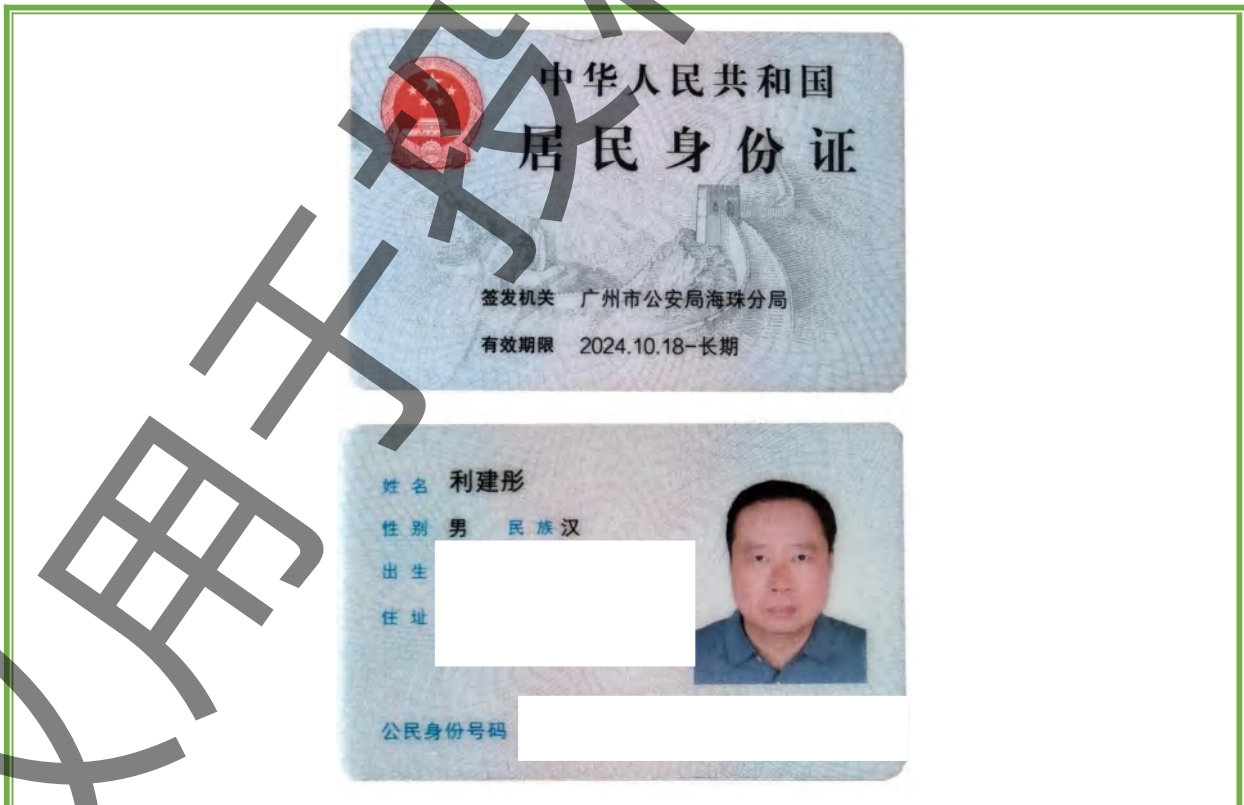 中华人民共和国
居民身份证
签发机关 广州市公安局海珠分局
有效期限 2024.10.18-长期
姓名 利建彤
性别 男 民族 汉
出生
住址
公民身份号码
仅用于投